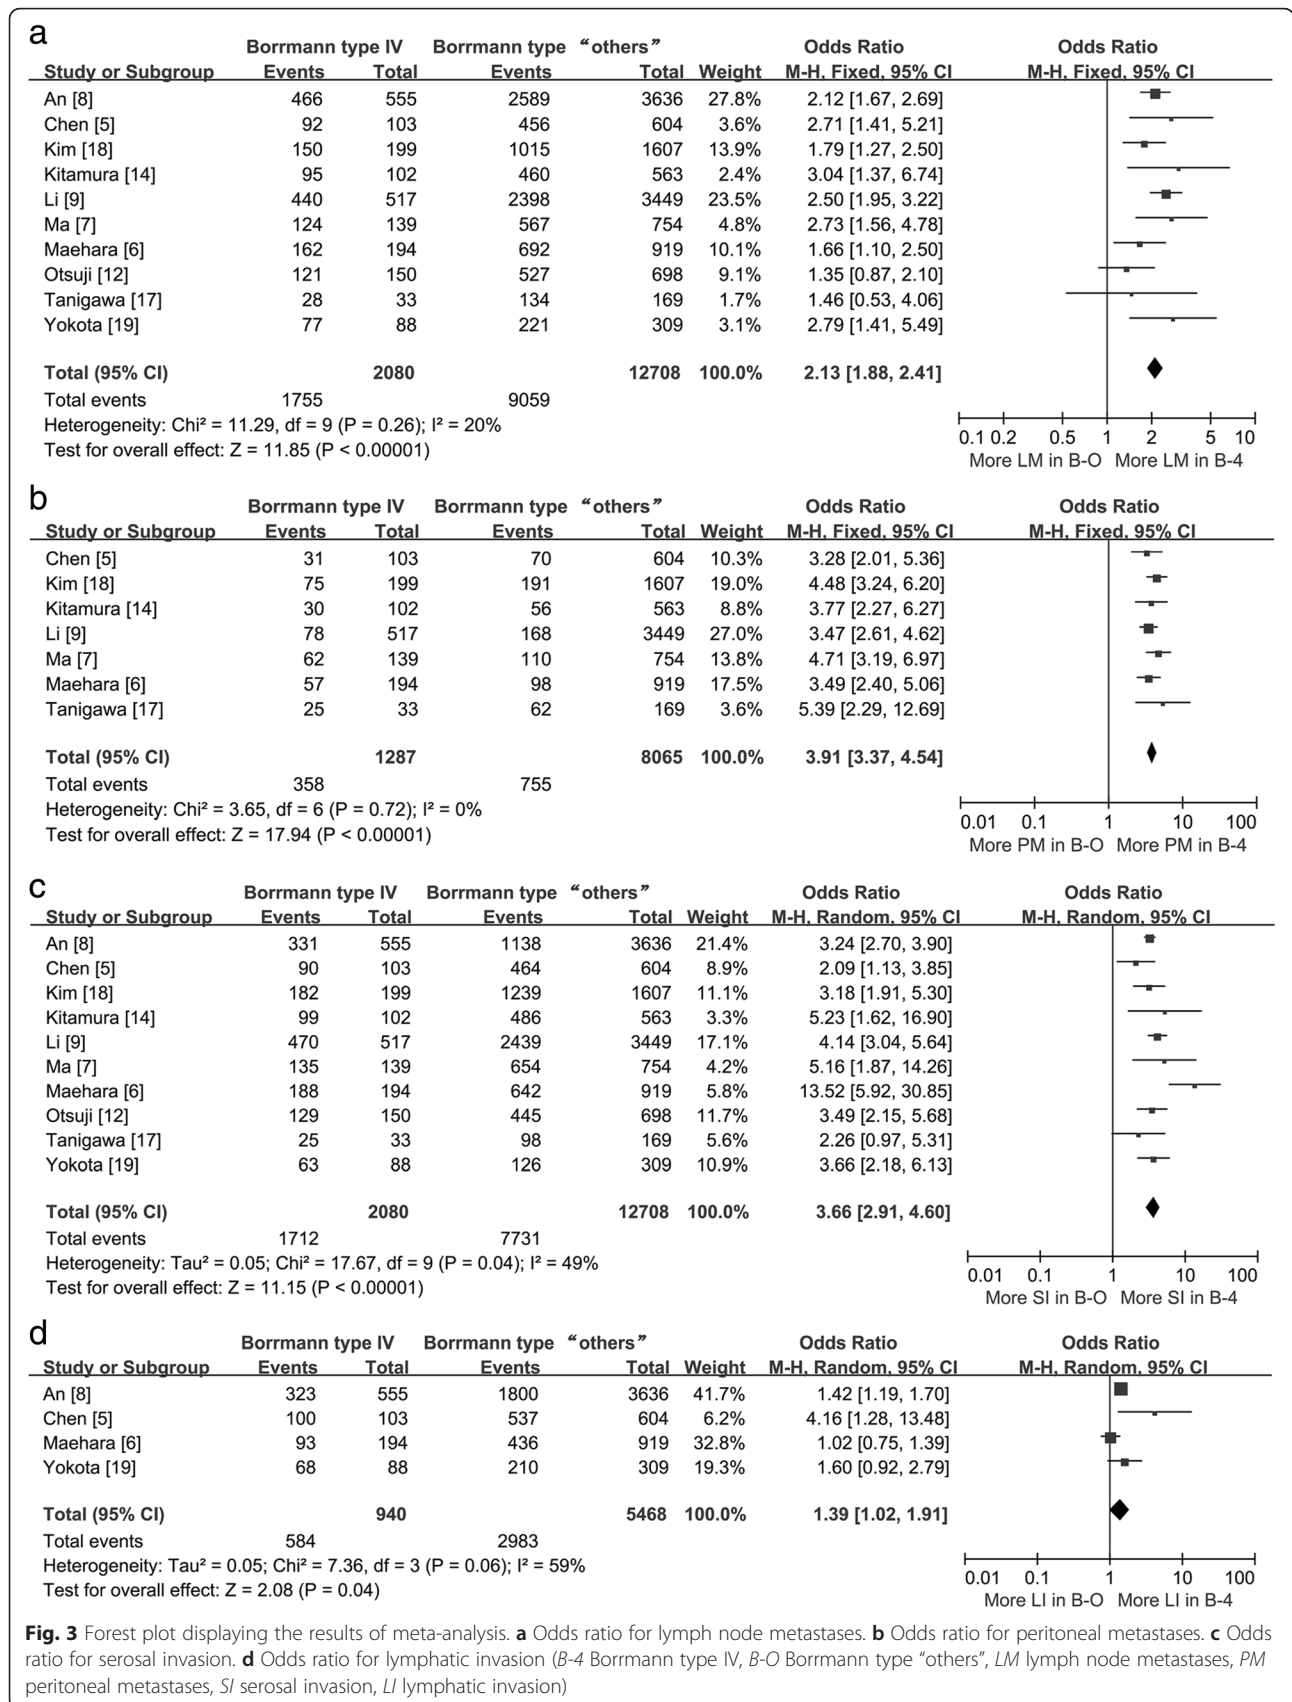 a
Borrmann type IV Borrmann type “others” Odds Ratio Odds Ratio
Study or Subgroup Events Total Events Total Weight M-H, Fixed, 95% CI M-H, Fixed, 95% CI
An [8] 466 555 2589 3636 27.8% 2.12 [1.67, 2.69]
Chen [5] 92 103 456 604 3.6% 2.71 [1.41, 5.21]
Kim [18] 150 199 1015 1607 13.9% 1.79 [1.27, 2.50]
Kitamura [14] 95 102 460 563 2.4% 3.04 [1.37, 6.74]
Li [9] 440 517 2398 3449 23.5% 2.50 [1.95, 3.22]
Ma [7] 124 139 567 754 4.8% 2.73 [1.56, 4.78]
Maehara [6] 162 194 692 919 10.1% 1.66 [1.10, 2.50]
Otsuji [12] 121 150 527 698 9.1% 1.35 [0.87, 2.10]
Tanigawa [17] 28 33 134 169 1.7% 1.46 [0.53, 4.06]
Yokota [19] 77 88 221 309 3.1% 2.79 [1.41, 5.49]
Total (95% CI) 2080 12708 100.0% 2.13 [1.88, 2.41]
Total events 1755 9059
Heterogeneity: Chi² = 11.29, df = 9 (P = 0.26); I² = 20%
Test for overall effect: Z = 11.85 (P < 0.00001)
0.1 0.2 0.5 1 2 5 10
More LM in B-O More LM in B-4
b
Borrmann type IV Borrmann type “others” Odds Ratio Odds Ratio
Study or Subgroup Events Total Events Total Weight M-H, Fixed, 95% CI M-H, Fixed, 95% CI
Chen [5] 31 103 70 604 10.3% 3.28 [2.01, 5.36]
Kim [18] 75 199 191 1607 19.0% 4.48 [3.24, 6.20]
Kitamura [14] 30 102 56 563 8.8% 3.77 [2.27, 6.27]
Li [9] 78 517 168 3449 27.0% 3.47 [2.61, 4.62]
Ma [7] 62 139 110 754 13.8% 4.71 [3.19, 6.97]
Maehara [6] 57 194 98 919 17.5% 3.49 [2.40, 5.06]
Tanigawa [17] 25 33 62 169 3.6% 5.39 [2.29, 12.69]
Total (95% CI) 1287 8065 100.0% 3.91 [3.37, 4.54]
Total events 358 755
Heterogeneity: Chi² = 3.65, df = 6 (P = 0.72); I² = 0%
Test for overall effect: Z = 17.94 (P < 0.00001)
0.01 0.1 1 10 100
More PM in B-O More PM in B-4
c
Borrmann type IV Borrmann type “others” Odds Ratio Odds Ratio
Study or Subgroup Events Total Events Total Weight M-H, Random, 95% CI M-H, Random, 95% CI
An [8] 331 555 1138 3636 21.4% 3.24 [2.70, 3.90]
Chen [5] 90 103 464 604 8.9% 2.09 [1.13, 3.85]
Kim [18] 182 199 1239 1607 11.1% 3.18 [1.91, 5.30]
Kitamura [14] 99 102 486 563 3.3% 5.23 [1.62, 16.90]
Li [9] 470 517 2439 3449 17.1% 4.14 [3.04, 5.64]
Ma [7] 135 139 654 754 4.2% 5.16 [1.87, 14.26]
Maehara [6] 188 194 642 919 5.8% 13.52 [5.92, 30.85]
Otsuji [12] 129 150 445 698 11.7% 3.49 [2.15, 5.68]
Tanigawa [17] 25 33 98 169 5.6% 2.26 [0.97, 5.31]
Yokota [19] 63 88 126 309 10.9% 3.66 [2.18, 6.13]
Total (95% CI) 2080 12708 100.0% 3.66 [2.91, 4.60]
Total events 1712 7731
Heterogeneity: Tau² = 0.05; Chi² = 17.67, df = 9 (P = 0.04); I² = 49%
Test for overall effect: Z = 11.15 (P < 0.00001)
0.01 0.1 1 10 100
More SI in B-O More SI in B-4
d
Borrmann type IV Borrmann type “others” Odds Ratio Odds Ratio
Study or Subgroup Events Total Events Total Weight M-H, Random, 95% CI M-H, Random, 95% CI
An [8] 323 555 1800 3636 41.7% 1.42 [1.19, 1.70]
Chen [5] 100 103 537 604 6.2% 4.16 [1.28, 13.48]
Maehara [6] 93 194 436 919 32.8% 1.02 [0.75, 1.39]
Yokota [19] 68 88 210 309 19.3% 1.60 [0.92, 2.79]
Total (95% CI) 940 5468 100.0% 1.39 [1.02, 1.91]
Total events 584 2983
Heterogeneity: Tau² = 0.05; Chi² = 7.36, df = 3 (P = 0.06); I² = 59%
Test for overall effect: Z = 2.08 (P = 0.04)
0.01 0.1 1 10 100
More LI in B-O More LI in B-4
Fig. 3 Forest plot displaying the results of meta-analysis. a Odds ratio for lymph node metastases. b Odds ratio for peritoneal metastases. c Odds
ratio for serosal invasion. d Odds ratio for lymphatic invasion (B-4 Borrmann type IV, B-O Borrmann type “others”, LM lymph node metastases, PM
peritoneal metastases, SI serosal invasion, LI lymphatic invasion)